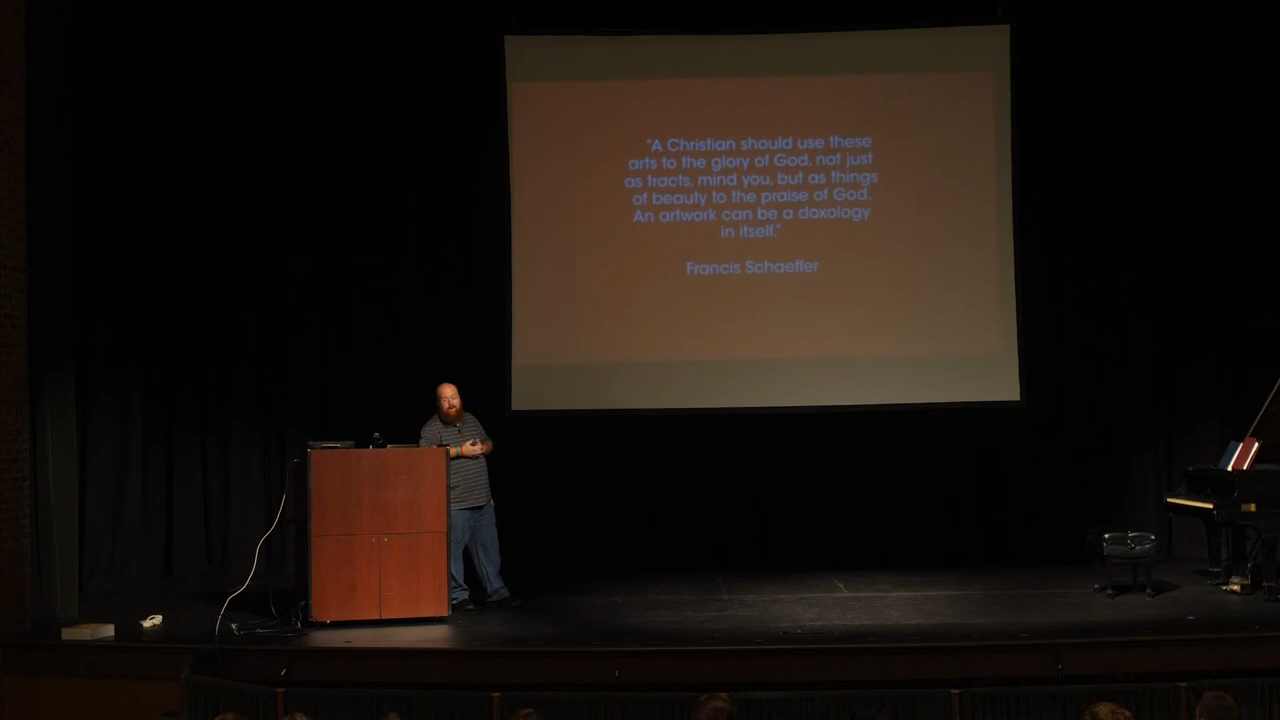 "A Christian should use these
arts to the glory of God, not just
as tracts, mind you, but as things
of beauty to the praise of God.
An artwork can be a doxology
in itself."
Francis Schaeffer